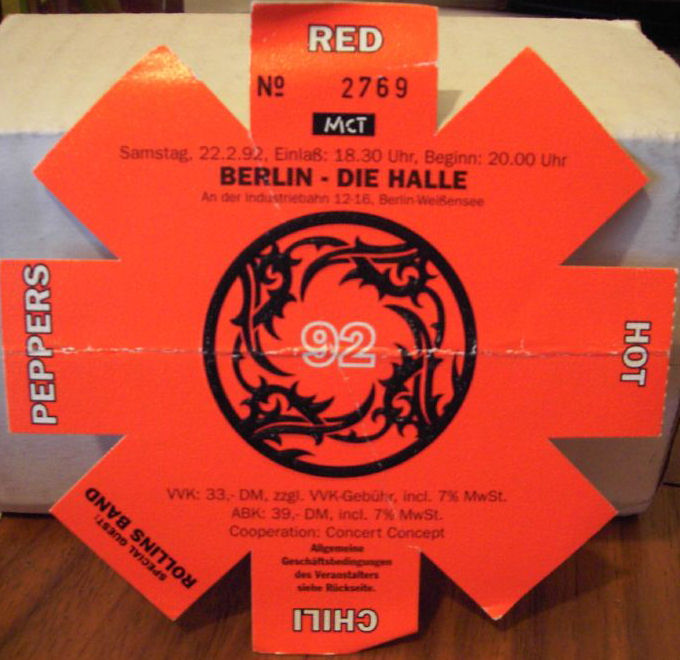 RED
Nº 2769
MCT
Samstag, 22.2.92, Einlaß: 18.30 Uhr, Beginn: 20.00 Uhr
BERLIN - DIE HALLE
An der Industriebahn 12-16, Berlin-Weißensee
PEPPERS
92
HOT
VVK: 33,- DM, zzgl. VVK-Gebühr, incl. 7% MwSt.
ABK: 39,- DM, incl. 7% MwSt.
Cooperation: Concert Concept
SPECIAL GUEST:
ROLLINS BAND
Allgemeine
Geschäftsbedingungen
des Veranstalters
siehe Rückseite.
CHILI